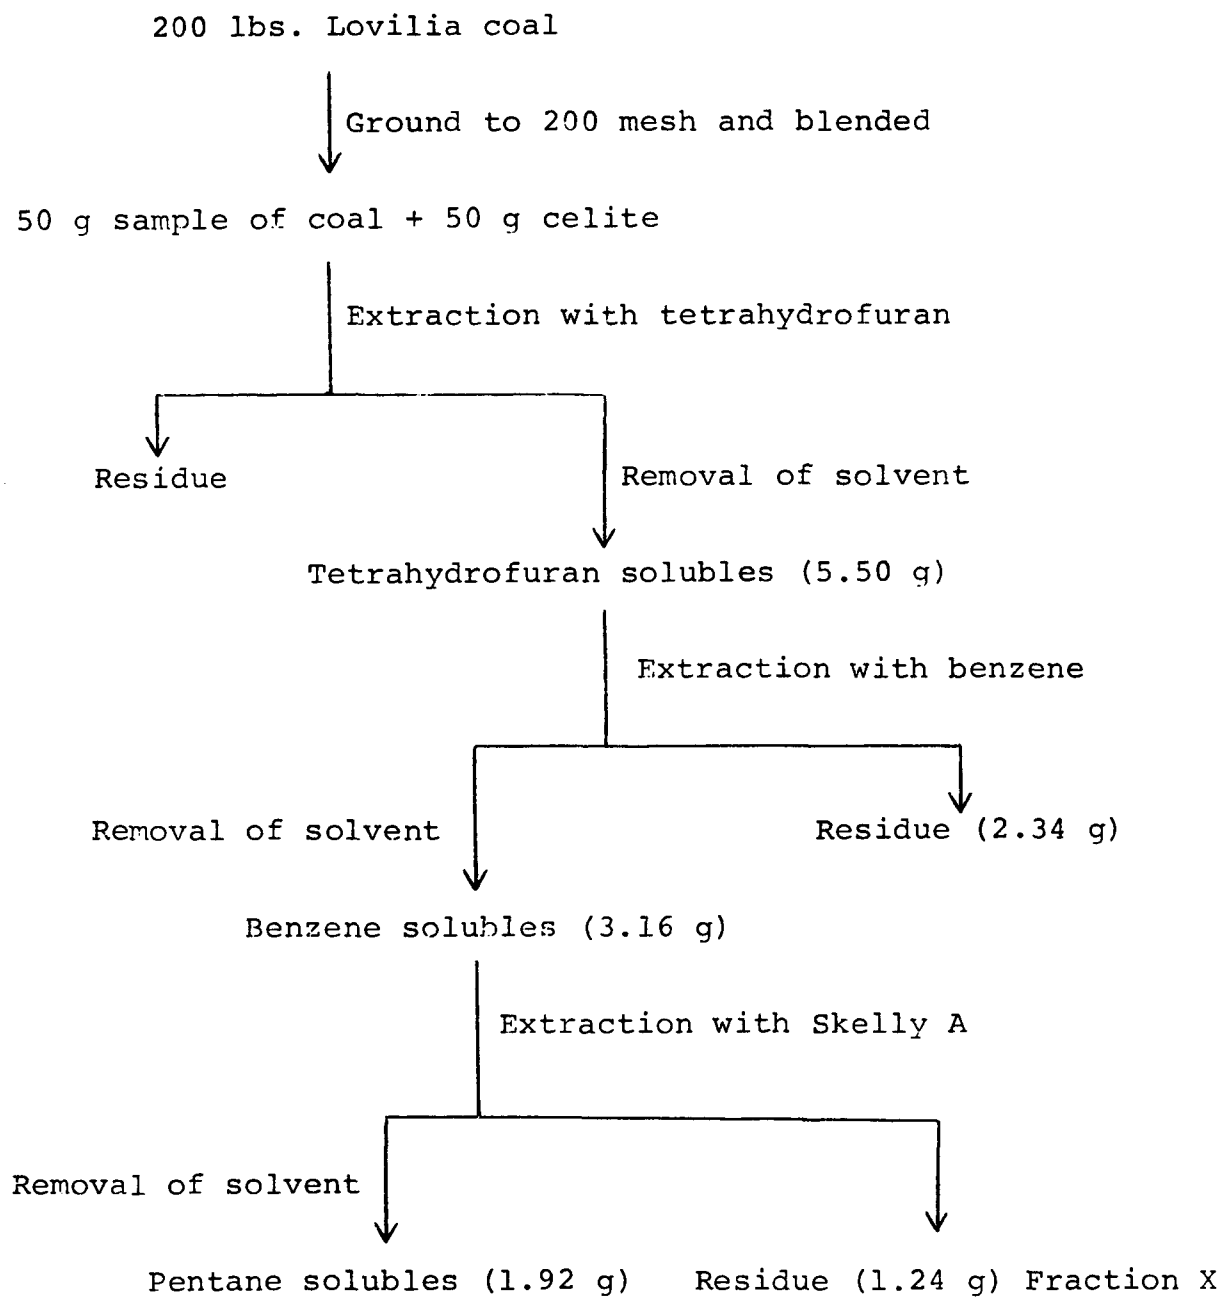 200 lbs. Lovilia coal
Ground to 200 mesh and blended
50 g sample of coal + 50 g celite
Extraction with tetrahydrofuran
Residue
Removal of solvent
Tetrahydrofuran solubles (5.50 g)
Extraction with benzene
Removal of solvent
Residue (2.34 g)
Benzene solubles (3.16 g)
Extraction with Skelly A
Removal of solvent
Pentane solubles (1.92 g)
Residue (1.24 g) Fraction X